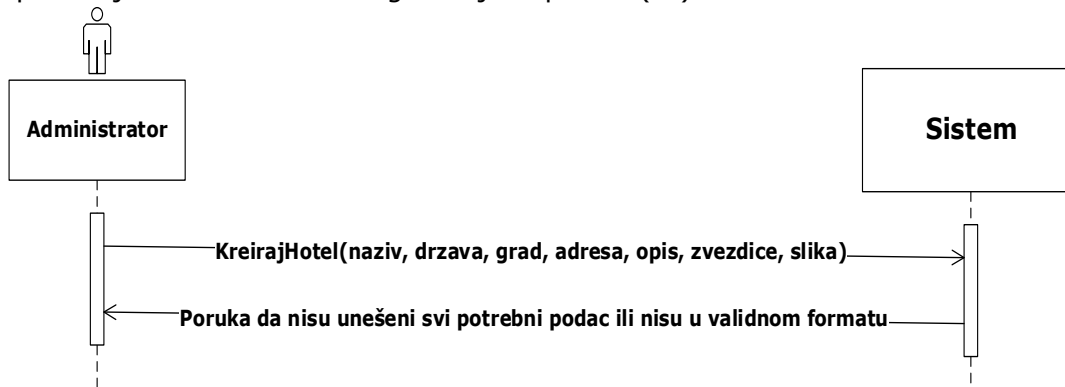 Administrator
Sistem
KreirajHotel(naziv, drzava, grad, adresa, opis, zvezdice, slika)
Poruka da nisu unešeni svi potrebni podac ili nisu u validnom formatu